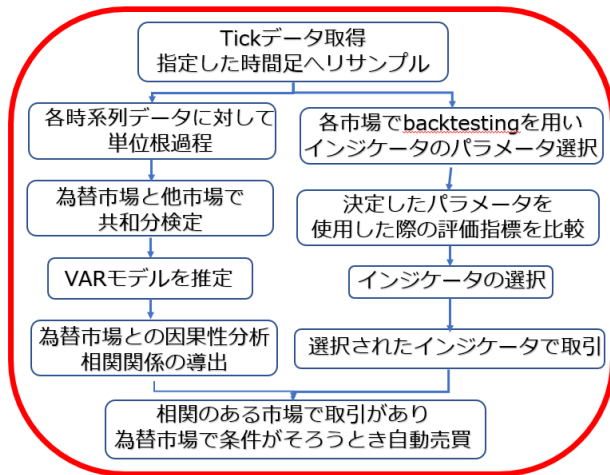 Tickデータ取得
指定した時間足へリサンプル
各時系列データに対して
単位根過程
為替市場と他市場で
共和分検定
VARモデルを推定
為替市場との因果性分析
相関関係の導出
各市場でbacktestingを用い
インジケータのパラメータ選択
決定したパラメータを
使用した際の評価指標を比較
インジケータの選択
選択されたインジケータで取引
相関のある市場で取引があり
為替市場で条件がそろうとき自動売買